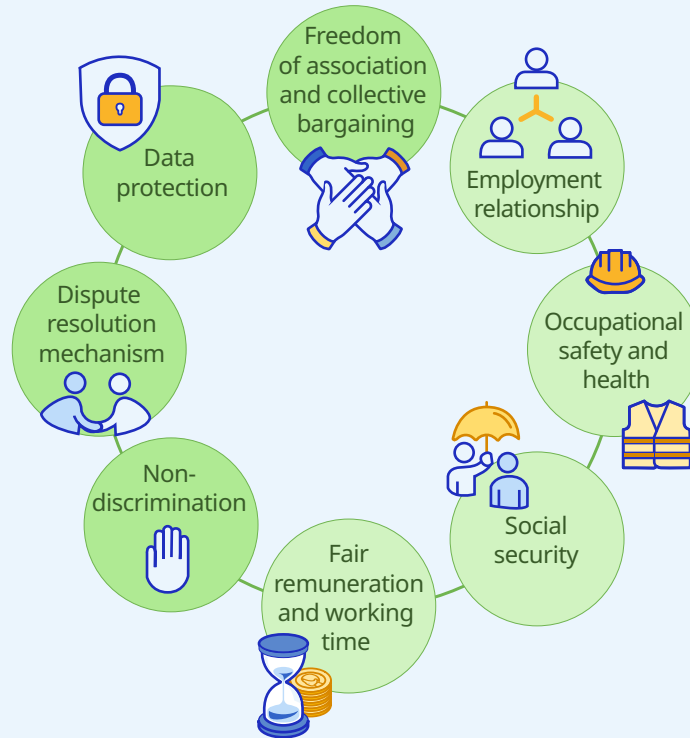 Freedom
of association
and collective
bargaining
Employment
relationship
Occupational
safety and
health
Social
security
Fair
remuneration
and working
time
Non-
discrimination
Dispute
resolution
mechanism
Data
protection